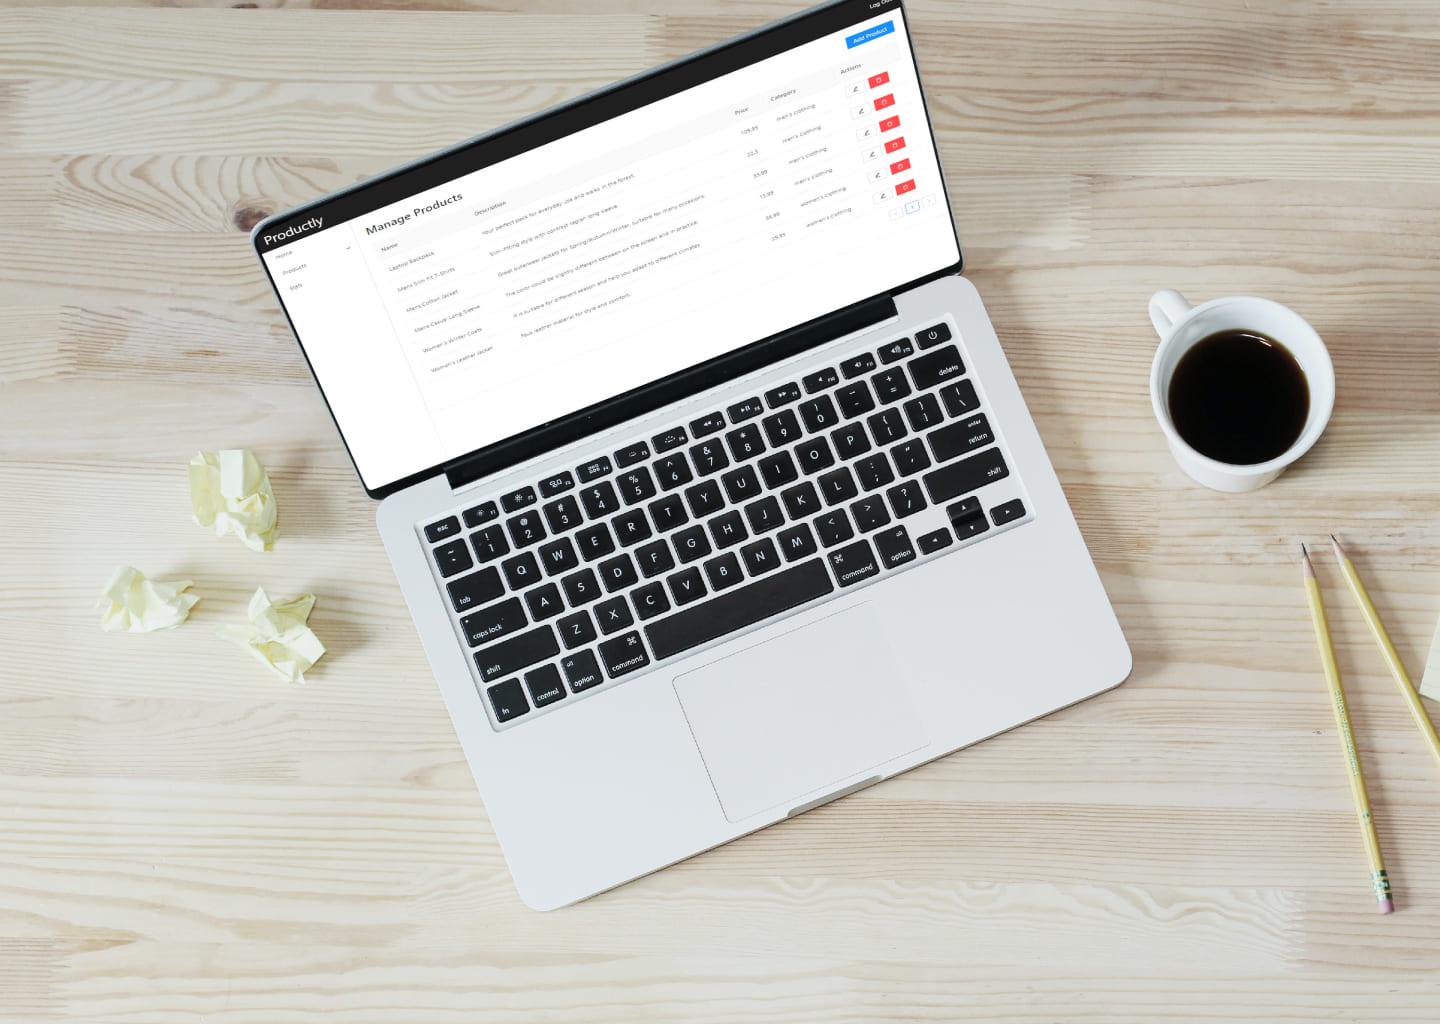 Log Out
Productly
Home
Products
Stats
Manage Products
Add Product
Name Description Price Category Actions
Laptop Backpack Your perfect pack for everyday use and walks in the forest. 109.95 men's clothing
Mens Slim Fit T-Shirts Slim-fitting style with contrast raglan long sleeve. 22.3 men's clothing
Mens Cotton Jacket Great outerwear jackets for Spring/Autumn/Winter, suitable for many occasions. 55.99 men's clothing
Mens Casual Long Sleeve The color could be slightly different between on the screen and in practice. 15.99 men's clothing
Women's Winter Coats It is suitable for different season and help you adapt to different climates 56.99 women's clothing
Women's Leather Jacket faux leather material for style and comfort. 29.95 women's clothing
1
esc F1 F2 F3 F4 F5 F6 F7 F8 F9 F10 F11 F12
~ ! 1 @ 2 # 3 $ 4 % 5 ^ 6 & 7 * 8 ( 9 ) 0 - + = delete
tab Q W E R T Y U I O P { [ } ] | \
caps lock A S D F G H J K L : ; " ' enter return
shift Z X C V B N M < , > . ? / shift
fn control alt option ⌘ command ⌘ command alt option